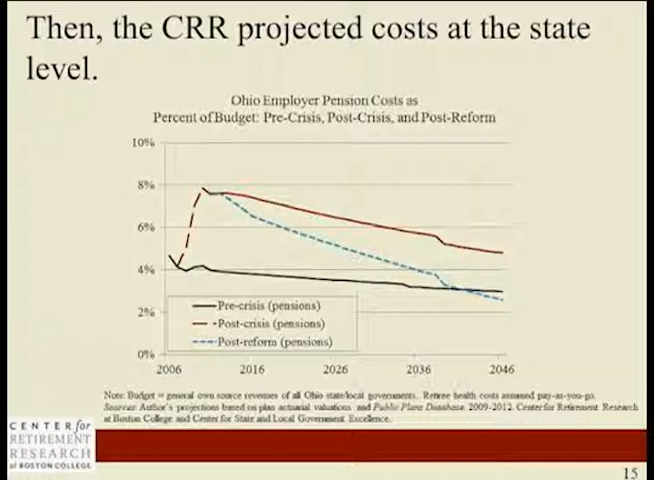 Then, the CRR projected costs at the state
level.
Ohio Employer Pension Costs as
Percent of Budget: Pre-Crisis, Post-Crisis, and Post-Reform
10%
8%
6%
4%
2%
0%
Pre-crisis (pensions)
Post-crisis (pensions)
Post-reform (pensions)
2006
2016
2026
2036
2046
Note: Budget = general own source revenues of all Ohio state/local governments. Retiree health costs assumed pay-as-you-go.
Sources: Author's projections based on plan actuarial valuations and Public Plans Database, 2009-2012. Center for Retirement Research
at Boston College and Center for State and Local Government Excellence.
CENTER for
RETIREMENT
RESEARCH
at BOSTON COLLEGE
15